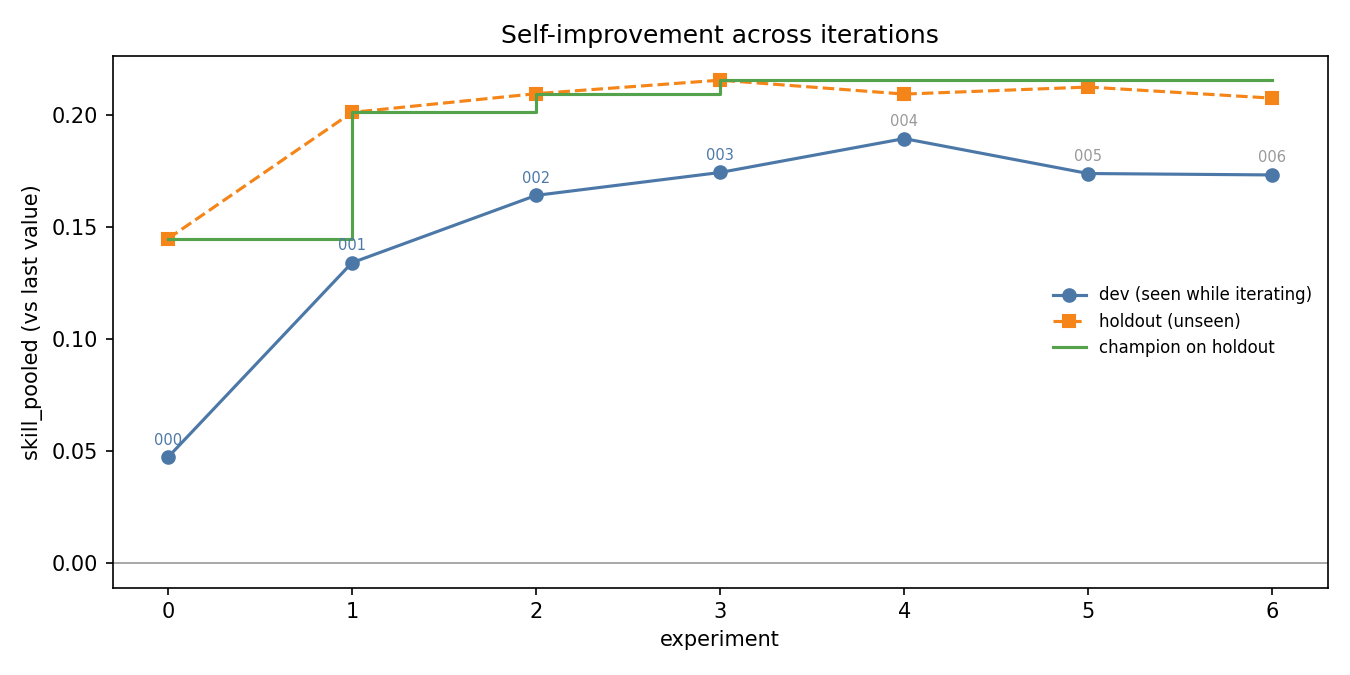 Self-improvement across iterations
skill_pooled (vs last value)
0.20
0.15
0.10
0.05
0.00
000
001
002
003
004
005
006
dev (seen while iterating)
holdout (unseen)
champion on holdout
0 1 2 3 4 5 6
experiment